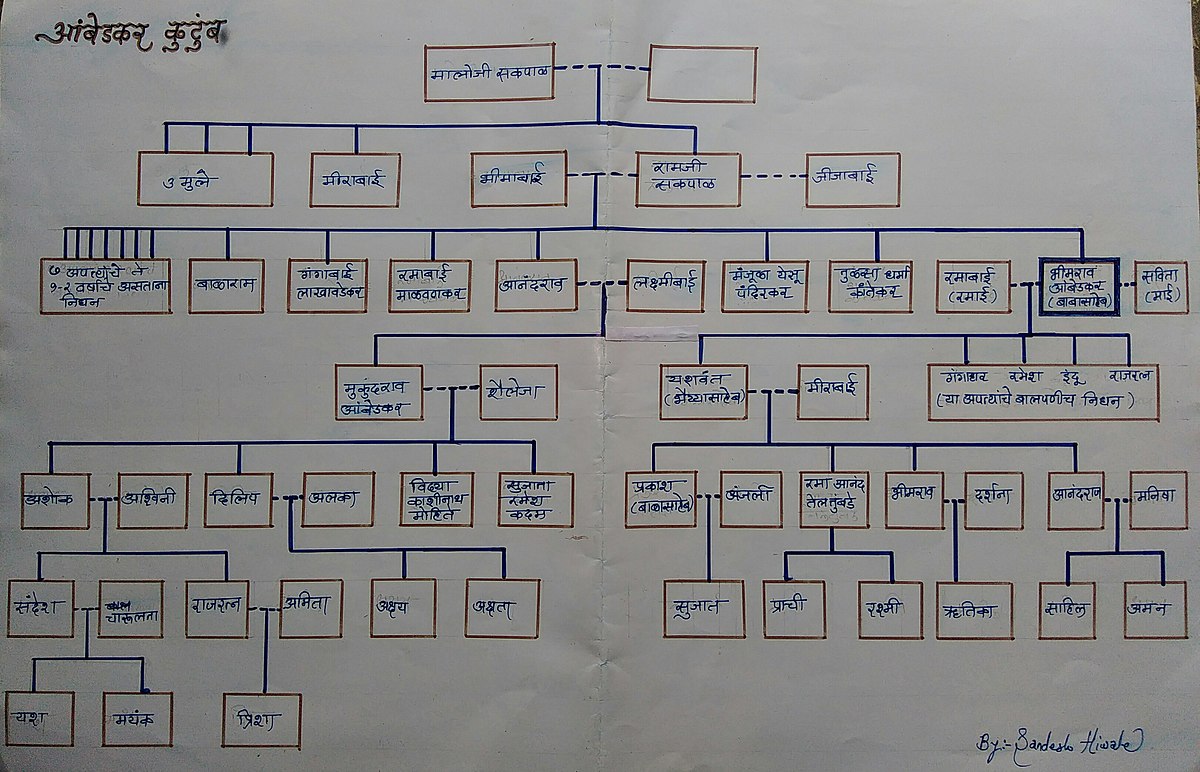 आंबेडकर कुटुंब
मालोजी सकपाळ
३ मुले
मीराबाई
भीमाबाई
रामजी
सकपाळ
जीजाबाई
७ अपत्यांचे ते
१-२ वर्षाचे असताना
निधन
बाळाराम
गंगाबाई
लाखावडेकर
रमाबाई
माळवणकर
आनंदराव
लक्ष्मीबाई
मंजूळा येसू
पंदिरकर
तुळसा धर्मा
कांतेकर
रमाबाई
(रमाई)
भीमराव
आंबेडकर
(बाबासाहेब)
सविता
(माई)
मुकुंदराव
आंबेडकर
शैलेजा
यशवंत
(भैय्यासाहेब)
मीराबाई
गंगाधर रमेश इंदू राजरत्न
(या अपत्यांचे बालपणीच निधन)
अशोक
अश्विनी
दिलिप
अलका
विद्या
काशीनाथ
मोहिते
सुजाता
रमेश
कदम
प्रकाश
(बाळासाहेब)
अंजली
रमा आनंद
तेलतुंबडे
भीमराव
दर्शना
आनंदराज
मनिषा
संदेश
चारुलता
राजरत्न
अमिता
अक्षय
अक्षता
सुजात
प्राची
रश्मी
ऋतिका
साहिल
अमन
यश
मयंक
त्रिशा
By:- Sandesh Hiwale